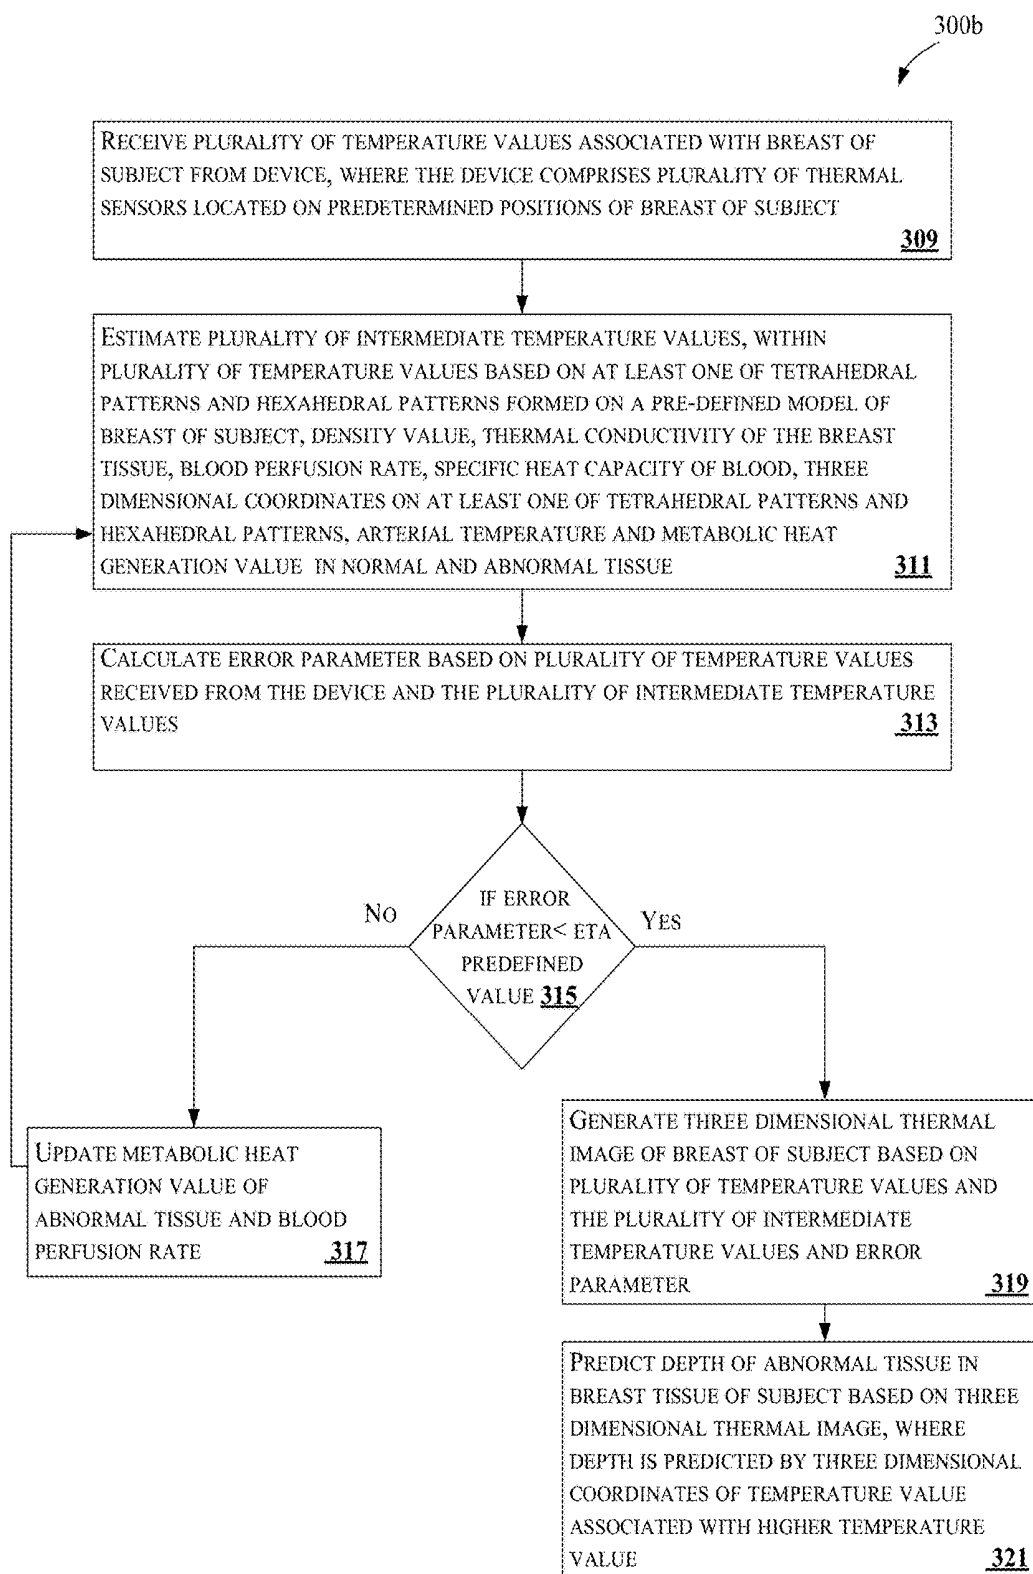 300b
RECEIVE PLURALITY OF TEMPERATURE VALUES ASSOCIATED WITH BREAST OF
SUBJECT FROM DEVICE, WHERE THE DEVICE COMPRISES PLURALITY OF THERMAL
SENSORS LOCATED ON PREDETERMINED POSITIONS OF BREAST OF SUBJECT
309
ESTIMATE PLURALITY OF INTERMEDIATE TEMPERATURE VALUES, WITHIN
PLURALITY OF TEMPERATURE VALUES BASED ON AT LEAST ONE OF TETRAHEDRAL
PATTERNS AND HEXAHEDRAL PATTERNS FORMED ON A PRE-DEFINED MODEL OF
BREAST OF SUBJECT, DENSITY VALUE, THERMAL CONDUCTIVITY OF THE BREAST
TISSUE, BLOOD PERFUSION RATE, SPECIFIC HEAT CAPACITY OF BLOOD, THREE
DIMENSIONAL COORDINATES ON AT LEAST ONE OF TETRAHEDRAL PATTERNS AND
HEXAHEDRAL PATTERNS, ARTERIAL TEMPERATURE AND METABOLIC HEAT
GENERATION VALUE IN NORMAL AND ABNORMAL TISSUE 311
CALCULATE ERROR PARAMETER BASED ON PLURALITY OF TEMPERATURE VALUES
RECEIVED FROM THE DEVICE AND THE PLURALITY OF INTERMEDIATE TEMPERATURE
VALUES 313
IF ERROR
PARAMETER< ETA
PREDEFINED
VALUE 315
NO
YES
UPDATE METABOLIC HEAT
GENERATION VALUE OF
ABNORMAL TISSUE AND BLOOD
PERFUSION RATE 317
GENERATE THREE DIMENSIONAL THERMAL
IMAGE OF BREAST OF SUBJECT BASED ON
PLURALITY OF TEMPERATURE VALUES AND
THE PLURALITY OF INTERMEDIATE
TEMPERATURE VALUES AND ERROR
PARAMETER 319
PREDICT DEPTH OF ABNORMAL TISSUE IN
BREAST TISSUE OF SUBJECT BASED ON THREE
DIMENSIONAL THERMAL IMAGE, WHERE
DEPTH IS PREDICTED BY THREE DIMENSIONAL
COORDINATES OF TEMPERATURE VALUE
ASSOCIATED WITH HIGHER TEMPERATURE
VALUE 321